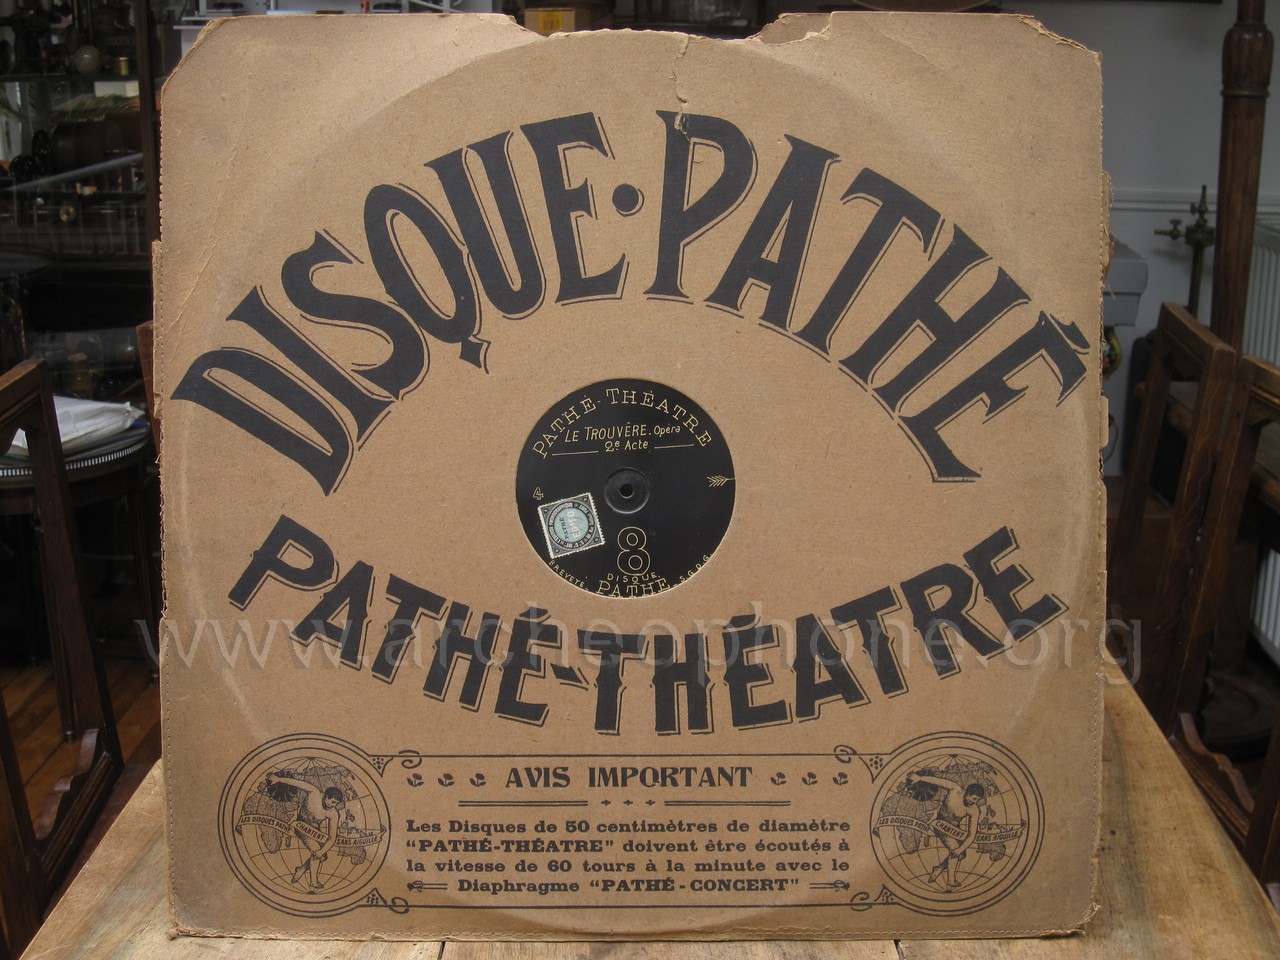 DISQUE·PATHÉ
PATHÉ-THÉATRE
LE TROUVÈRE. Opéra
2e Acte
4
8
BREVETÉ S.G.D.G.
DISQUE
PATHÉ
PATHÉ-THÉATRE
www.archeophone.org
AVIS IMPORTANT
Les Disques de 50 centimètres de diamètre
"PATHÉ-THÉATRE" doivent être écoutés à
la vitesse de 60 tours à la minute avec le
Diaphragme "PATHÉ-CONCERT"
LES DISQUES PATHÉ CHANTENT SANS AIGUILLE
LES DISQUES PATHÉ CHANTENT SANS AIGUILLE